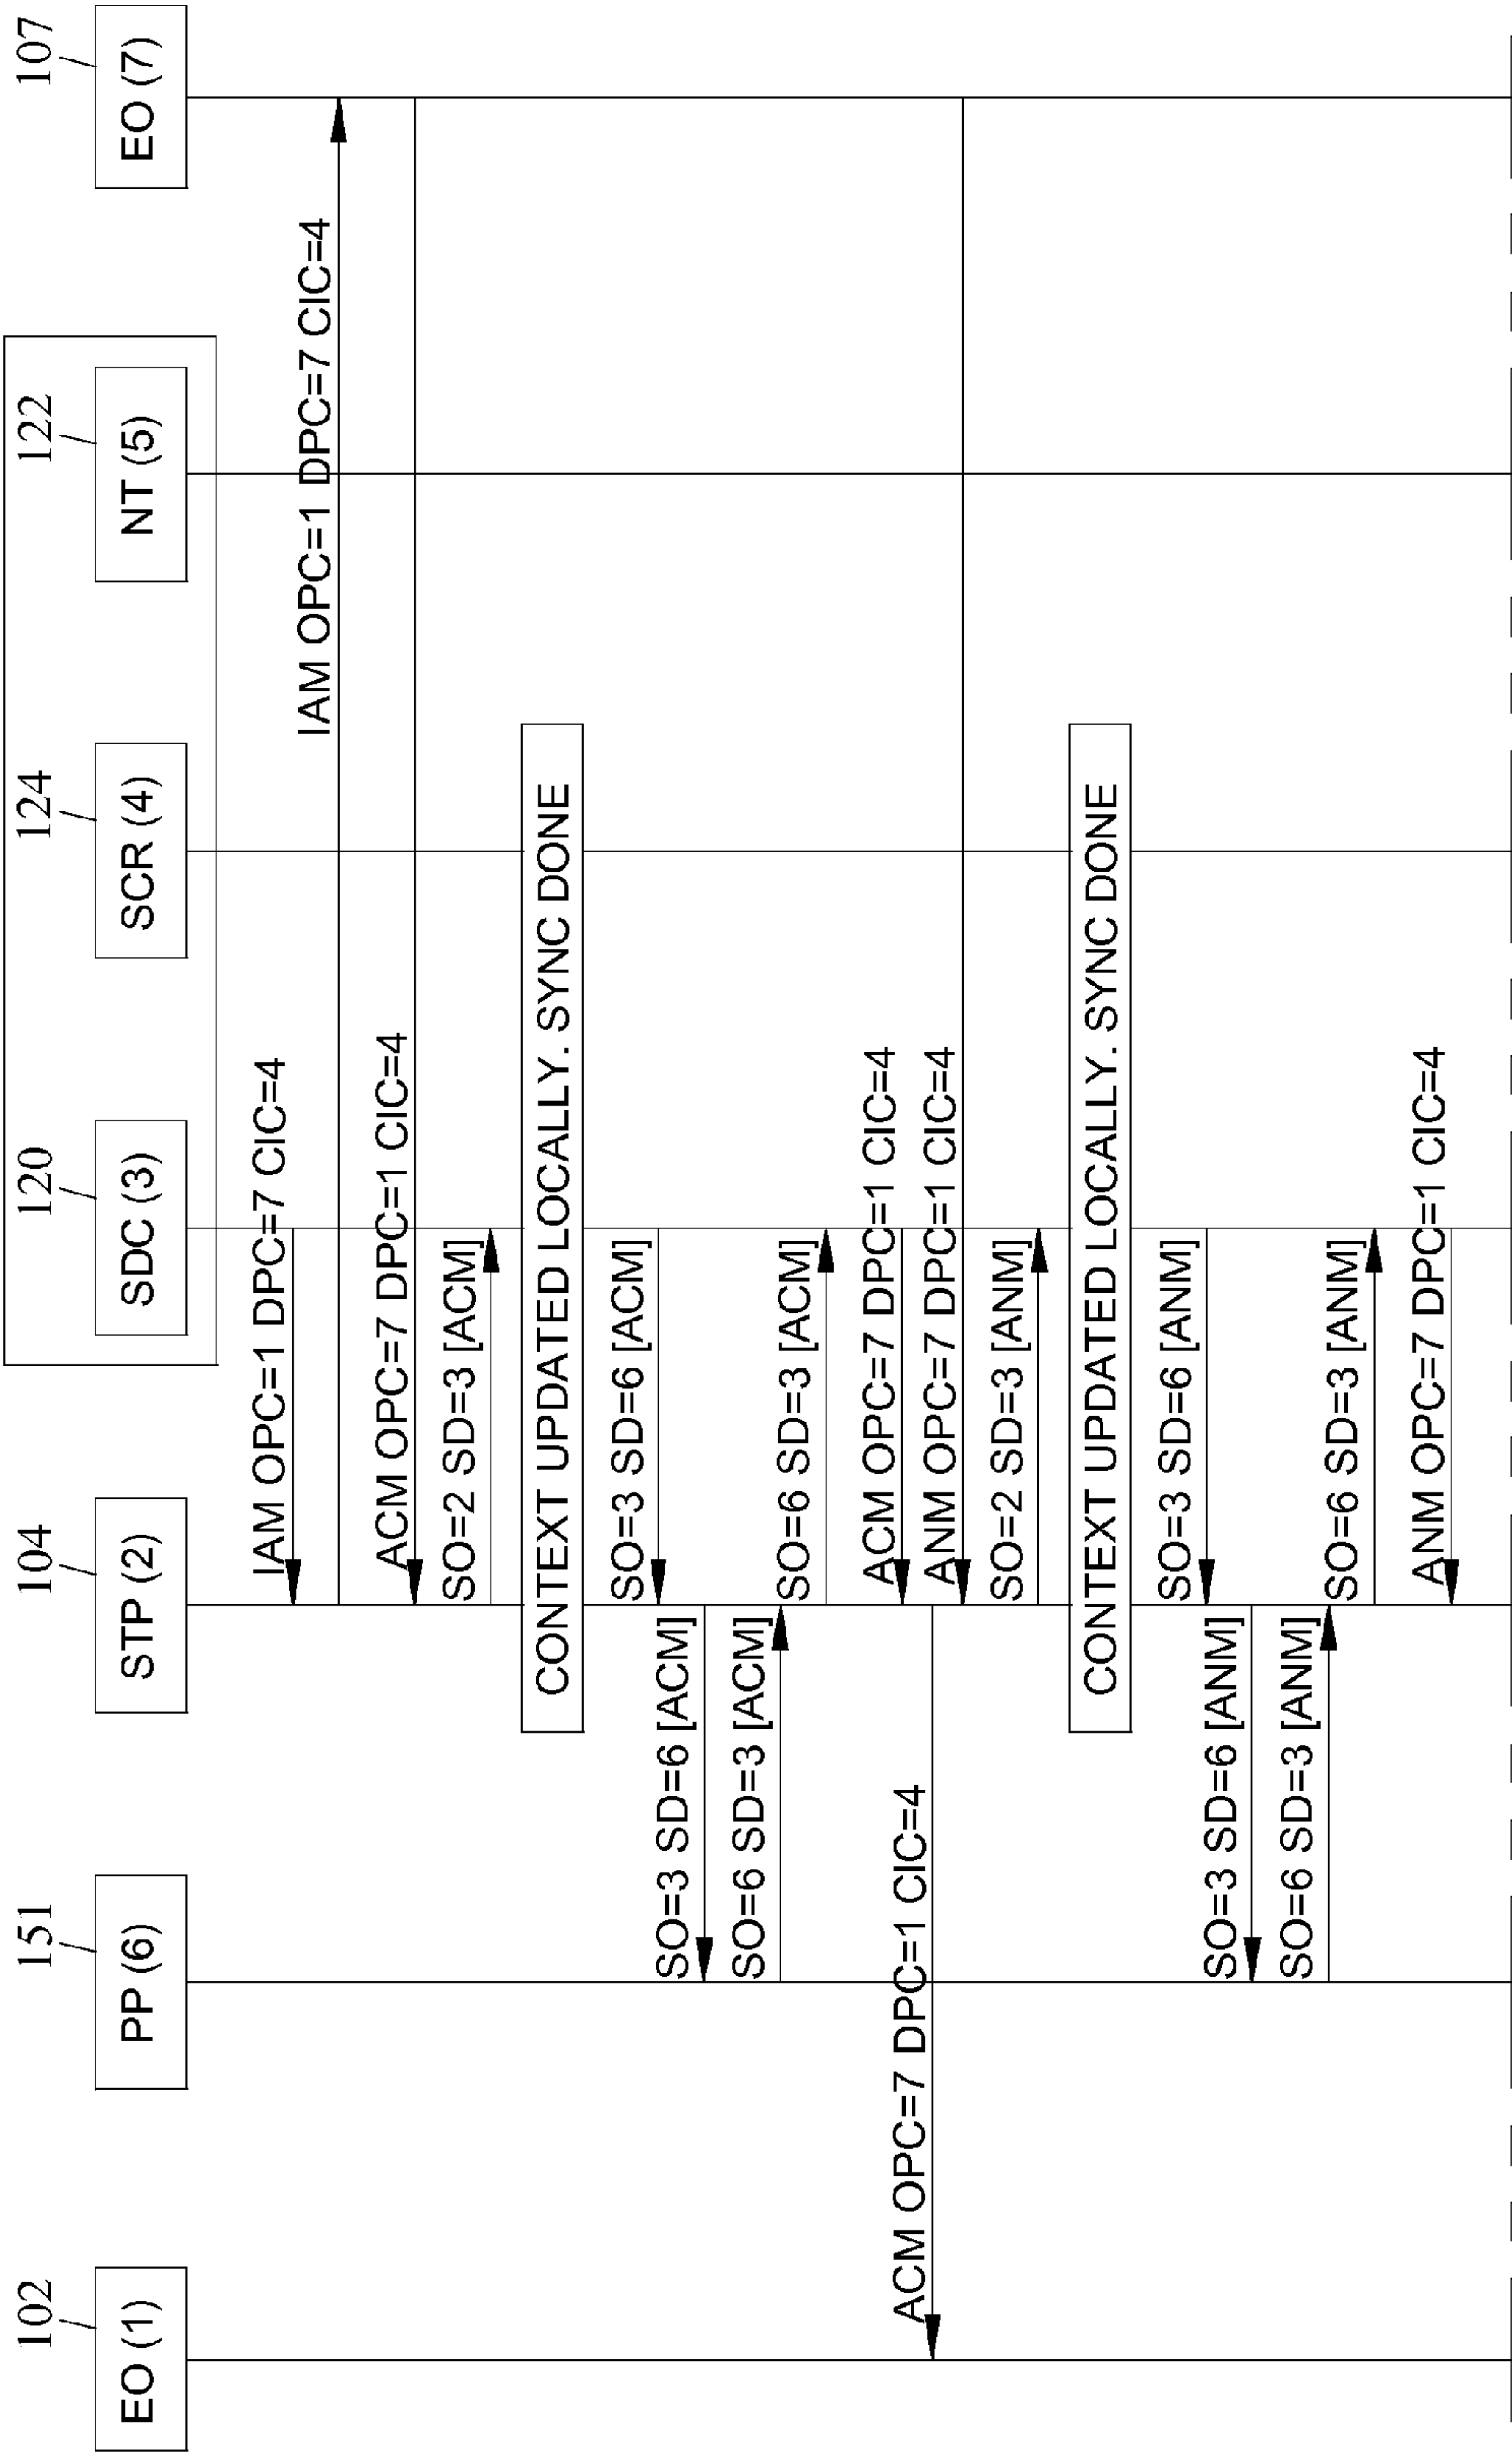 102
151
104
120
124
122
107
EO (1)
PP (6)
STP (2)
SDC (3)
SCR (4)
NT (5)
EO (7)
IAM OPC=1 DPC=7 CIC=4
IAM OPC=1 DPC=7 CIC=4
ACM OPC=7 DPC=1 CIC=4
SO=2 SD=3 [ACM]
CONTEXT UPDATED LOCALLY. SYNC DONE
SO=3 SD=6 [ACM]
SO=3 SD=6 [ACM]
SO=6 SD=3 [ACM]
SO=6 SD=3 [ACM]
ACM OPC=7 DPC=1 CIC=4
ACM OPC=7 DPC=1 CIC=4
ANM OPC=7 DPC=1 CIC=4
SO=2 SD=3 [ANM]
CONTEXT UPDATED LOCALLY. SYNC DONE
SO=3 SD=6 [ANM]
SO=3 SD=6 [ANM]
SO=6 SD=3 [ANM]
SO=6 SD=3 [ANM]
ANM OPC=7 DPC=1 CIC=4